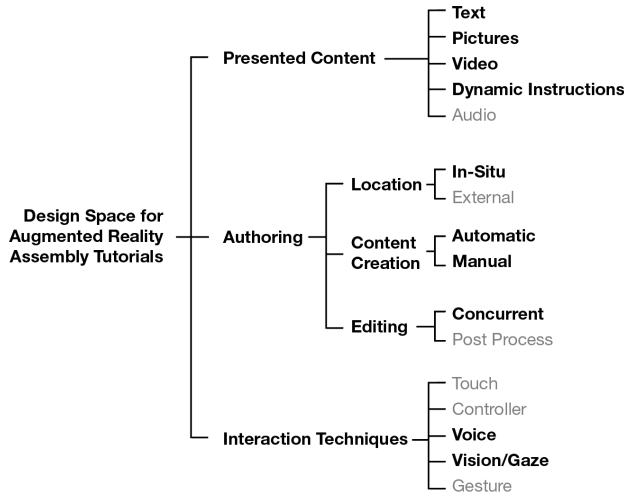 Design Space for
Augmented Reality
Assembly Tutorials
Presented Content
Text
Pictures
Video
Dynamic Instructions
Audio
Authoring
Location
In-Situ
External
Content
Creation
Automatic
Manual
Editing
Concurrent
Post Process
Interaction Techniques
Touch
Controller
Voice
Vision/Gaze
Gesture